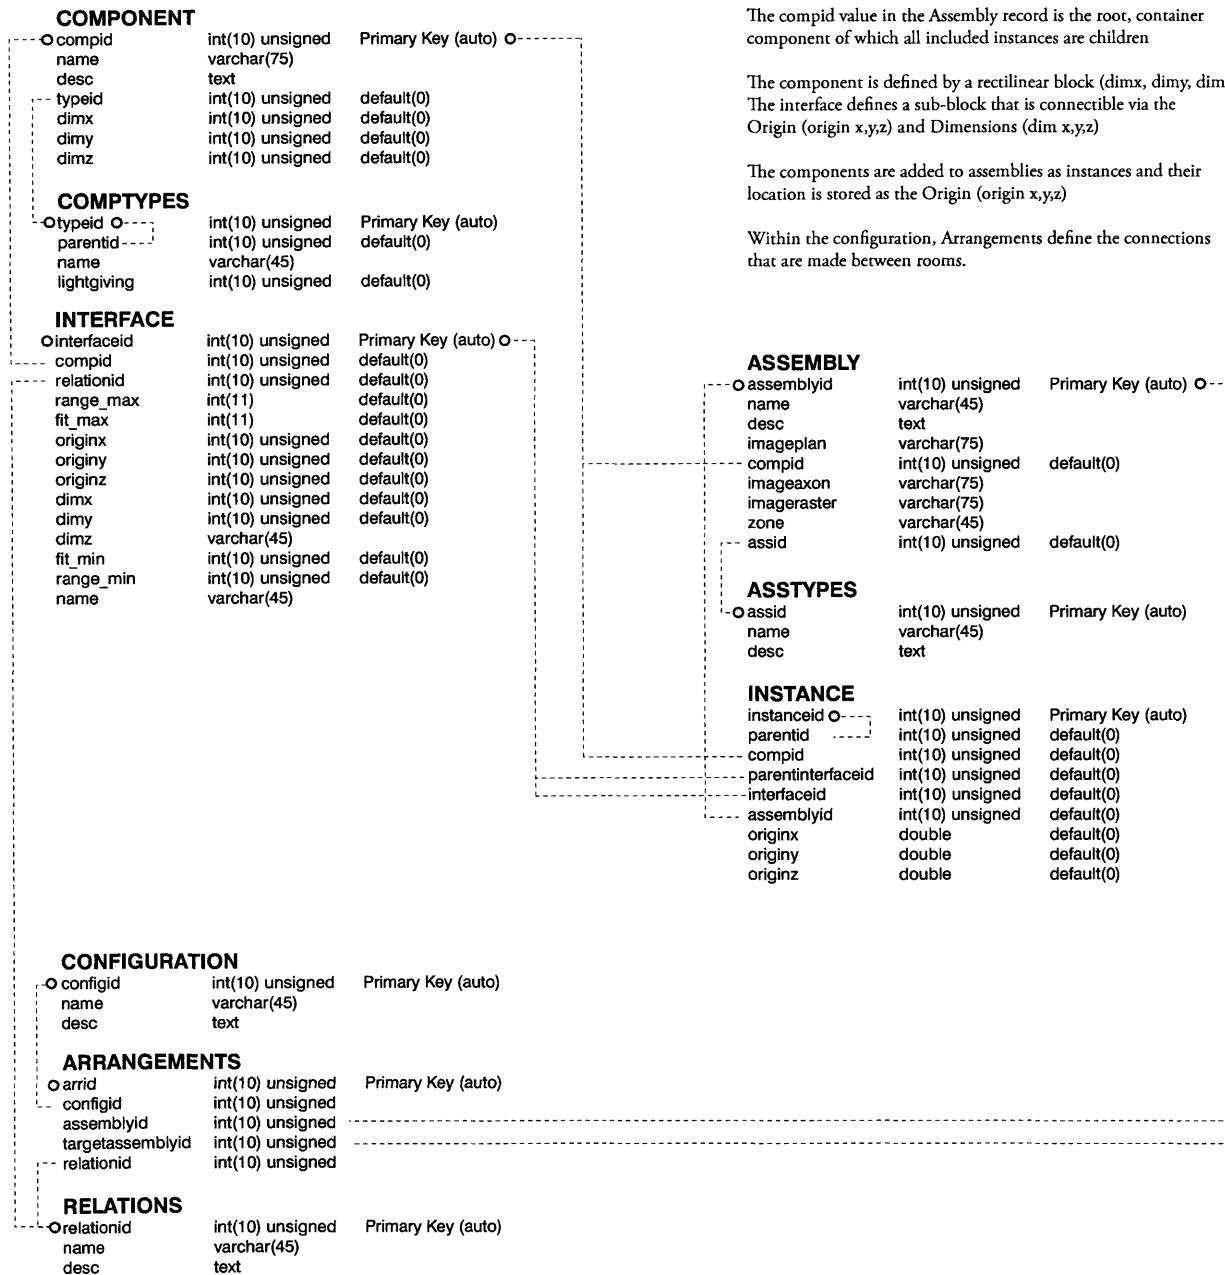 COMPONENT
compid int(10) unsigned Primary Key (auto)
name varchar(75)
desc text
typeid int(10) unsigned default(0)
dimx int(10) unsigned default(0)
dimy int(10) unsigned default(0)
dimz int(10) unsigned default(0)
COMPTYPES
typeid int(10) unsigned Primary Key (auto)
parentid int(10) unsigned default(0)
name varchar(45)
lightgiving int(10) unsigned default(0)
INTERFACE
interfaceid int(10) unsigned Primary Key (auto)
compid int(10) unsigned default(0)
relationid int(10) unsigned default(0)
range_max int(11) default(0)
fit_max int(11) default(0)
originx int(10) unsigned default(0)
originy int(10) unsigned default(0)
originz int(10) unsigned default(0)
dimx int(10) unsigned default(0)
dimy int(10) unsigned default(0)
dimz varchar(45)
fit_min int(10) unsigned default(0)
range_min int(10) unsigned default(0)
name varchar(45)
The compid value in the Assembly record is the root, container
component of which all included instances are children
The component is defined by a rectilinear block (dimx, dimy, dim
The interface defines a sub-block that is connectible via the
Origin (origin x,y,z) and Dimensions (dim x,y,z)
The components are added to assemblies as instances and their
location is stored as the Origin (origin x,y,z)
Within the configuration, Arrangements define the connections
that are made between rooms.
ASSEMBLY
assemblyid int(10) unsigned Primary Key (auto)
name varchar(45)
desc text
imageplan varchar(75)
compid int(10) unsigned default(0)
imageaxon varchar(75)
imageraster varchar(75)
zone varchar(45)
assid int(10) unsigned default(0)
ASSTYPES
assid int(10) unsigned Primary Key (auto)
name varchar(45)
desc text
INSTANCE
instanceid int(10) unsigned Primary Key (auto)
parentid int(10) unsigned default(0)
compid int(10) unsigned default(0)
parentinterfaceid int(10) unsigned default(0)
interfaceid int(10) unsigned default(0)
assemblyid int(10) unsigned default(0)
originx double default(0)
originy double default(0)
originz double default(0)
CONFIGURATION
configid int(10) unsigned Primary Key (auto)
name varchar(45)
desc text
ARRANGEMENTS
arrid int(10) unsigned Primary Key (auto)
configid int(10) unsigned
assemblyid int(10) unsigned
targetassemblyid int(10) unsigned
relationid int(10) unsigned
RELATIONS
relationid int(10) unsigned Primary Key (auto)
name varchar(45)
desc text